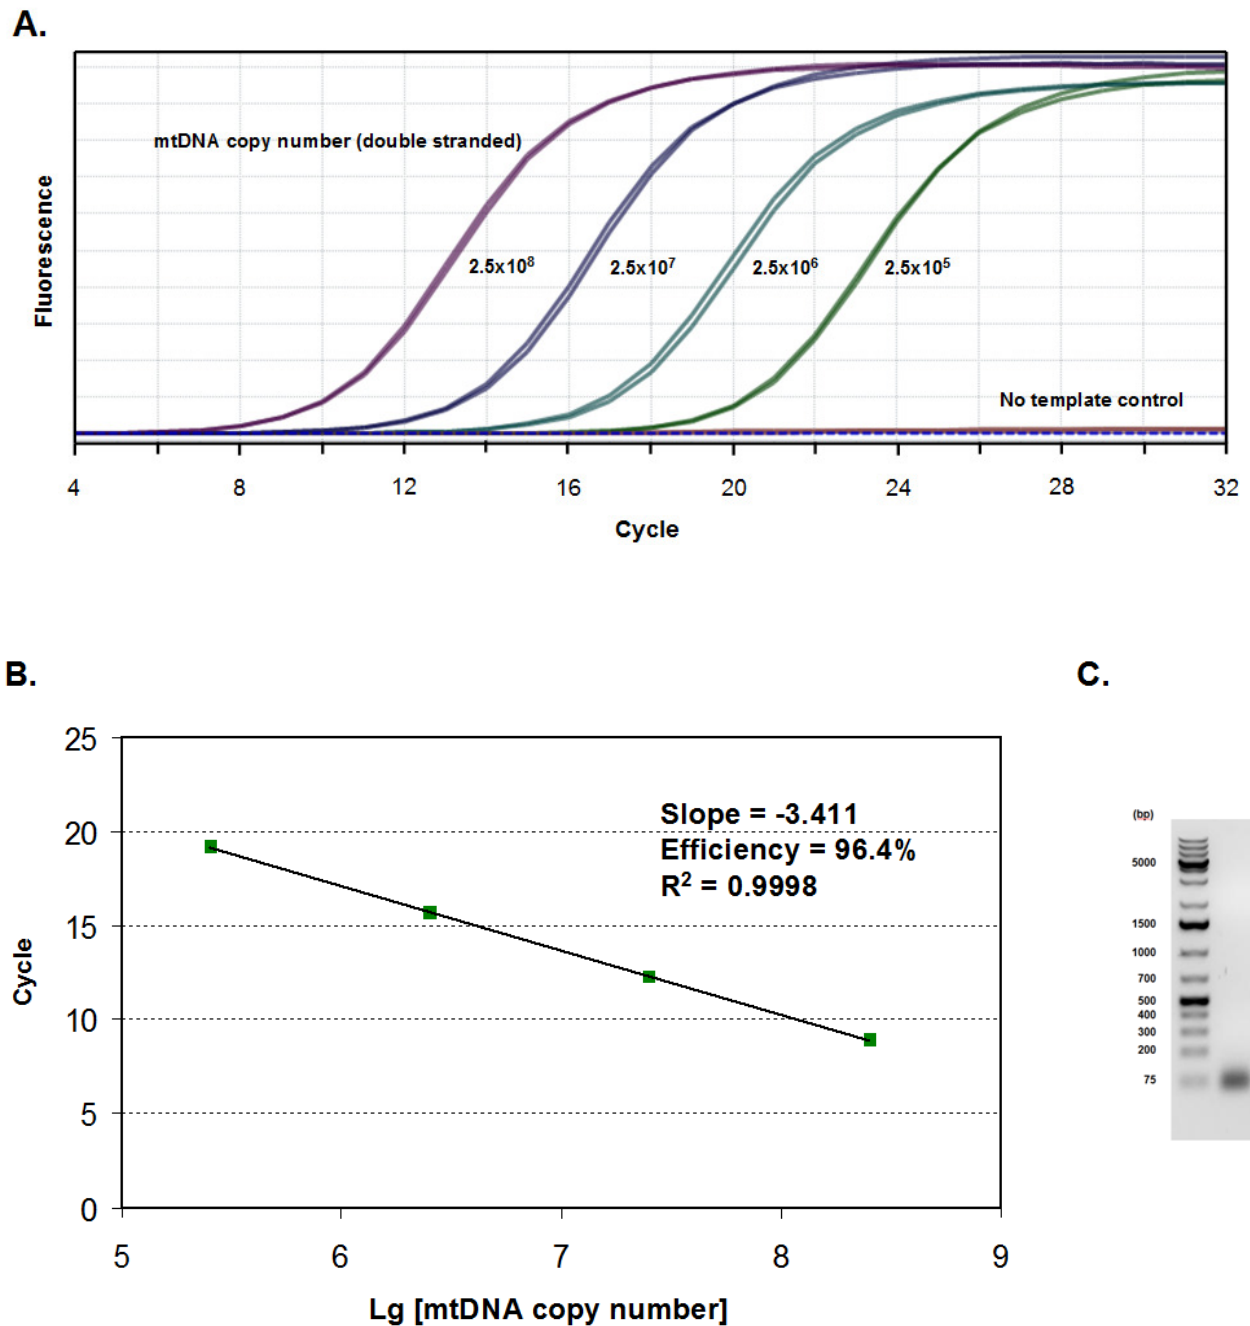 A.
mtDNA copy number (double stranded)
Fluorescence
2.5x10⁸
2.5x10⁷
2.5x10⁶
2.5x10⁵
No template control
4 8 12 16 20 24 28 32
Cycle
B.
25
20
15
10
5
0
Cycle
Slope = -3.411
Efficiency = 96.4%
R² = 0.9998
5 6 7 8 9
Lg [mtDNA copy number]
C.
(bp)
5000
1500
1000
700
500
400
300
200
75